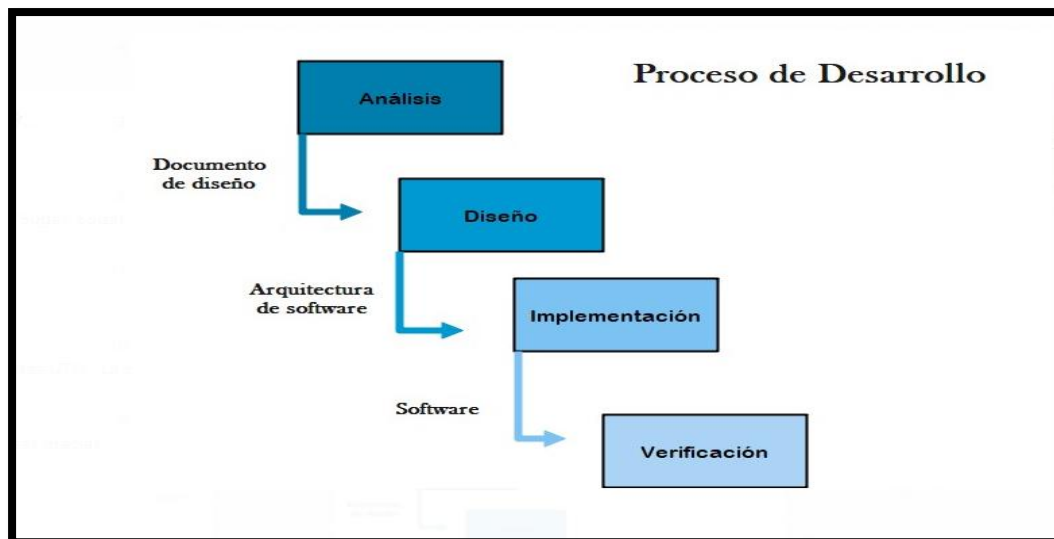 Proceso de Desarrollo
Análisis
Documento
de diseño
Diseño
Arquitectura
de software
Implementación
Software
Verificación